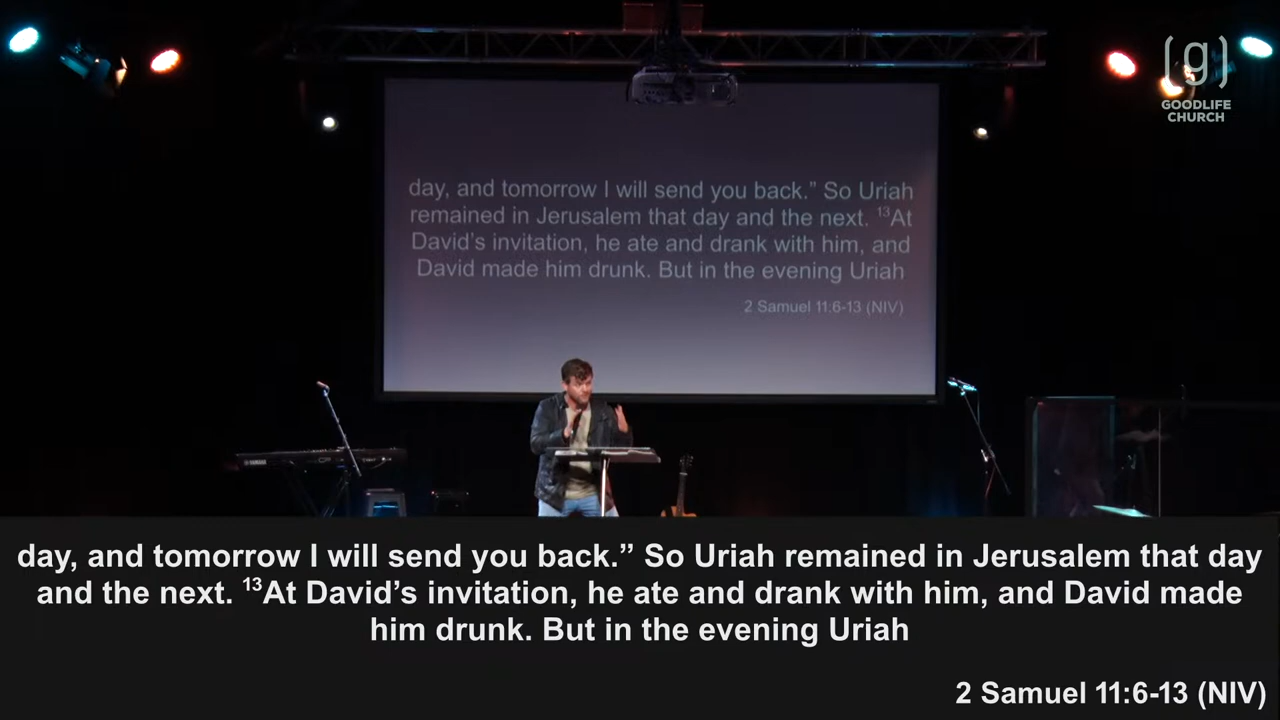 (g)
GOODLIFE
CHURCH
day, and tomorrow I will send you back.” So Uriah
remained in Jerusalem that day and the next. ¹³At
David’s invitation, he ate and drank with him, and
David made him drunk. But in the evening Uriah
2 Samuel 11:6-13 (NIV)
YAMAHA
day, and tomorrow I will send you back.” So Uriah remained in Jerusalem that day
and the next. ¹³At David’s invitation, he ate and drank with him, and David made
him drunk. But in the evening Uriah
2 Samuel 11:6-13 (NIV)